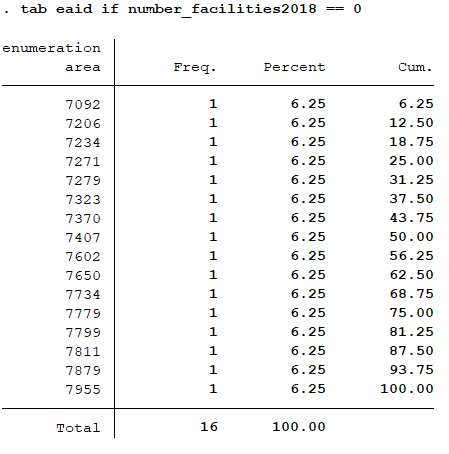 . tab eaid if number_facilities2018 == 0
enumeration
area Freq. Percent Cum.
7092 1 6.25 6.25
7206 1 6.25 12.50
7234 1 6.25 18.75
7271 1 6.25 25.00
7279 1 6.25 31.25
7323 1 6.25 37.50
7370 1 6.25 43.75
7407 1 6.25 50.00
7602 1 6.25 56.25
7650 1 6.25 62.50
7734 1 6.25 68.75
7779 1 6.25 75.00
7799 1 6.25 81.25
7811 1 6.25 87.50
7879 1 6.25 93.75
7955 1 6.25 100.00
Total 16 100.00